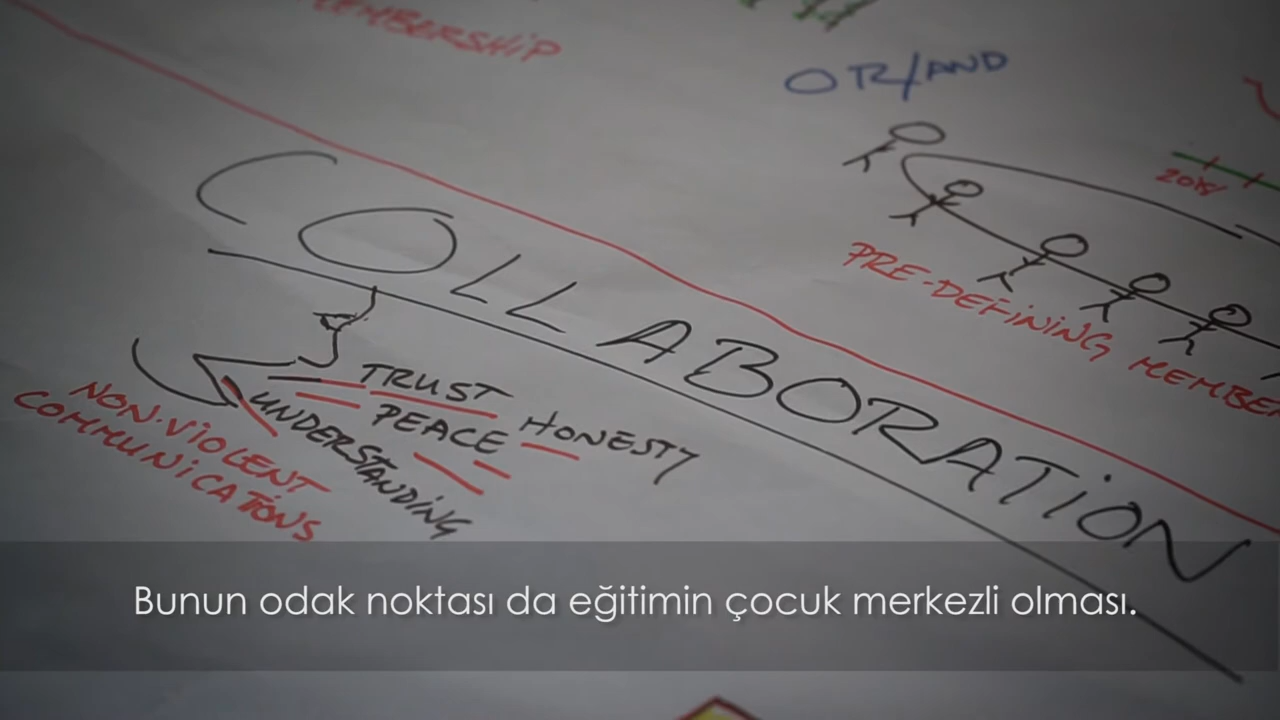 MEMBERSHIP
OR/AND
2018
PRE-DEFINING MEMBE
COLLABORATION
TRUST
HONESTY
PEACE
UNDERSTANDING
NON-VIOLENT
COMMUNICATIONS
Bunun odak noktası da eğitimin çocuk merkezli olması.